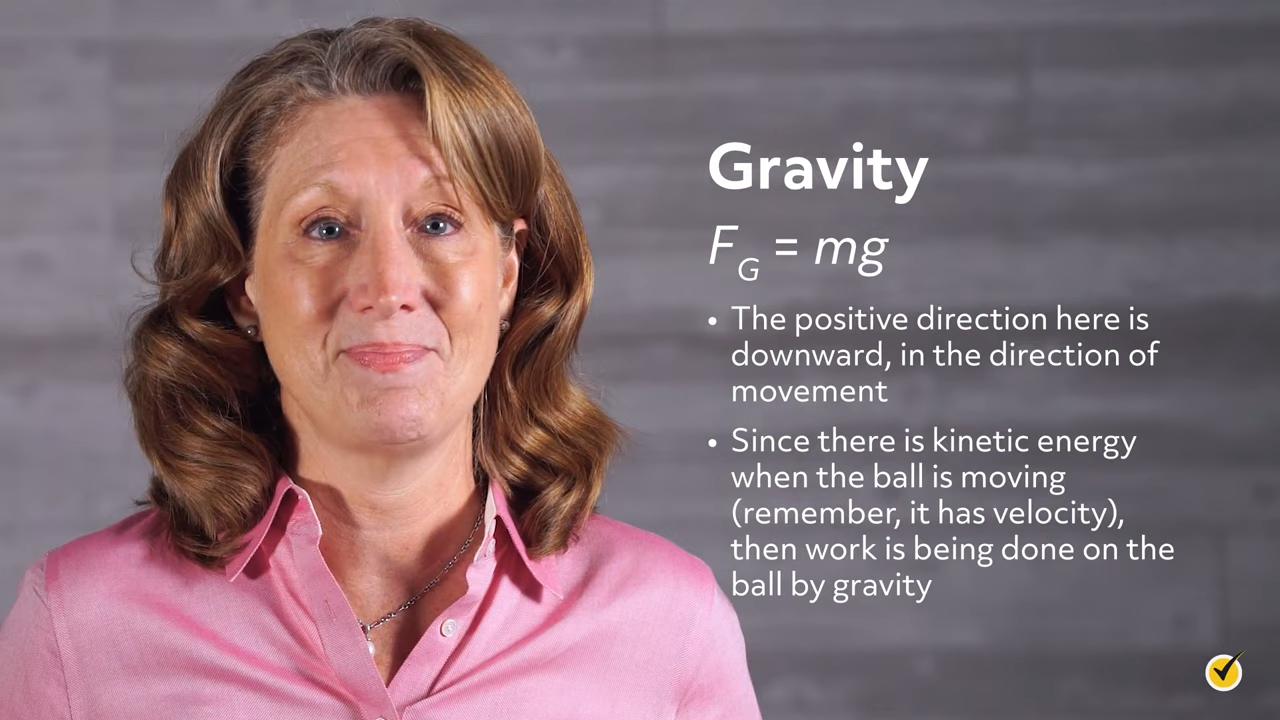 Gravity
F_G = mg
• The positive direction here is
downward, in the direction of
movement
• Since there is kinetic energy
when the ball is moving
(remember, it has velocity),
then work is being done on the
ball by gravity